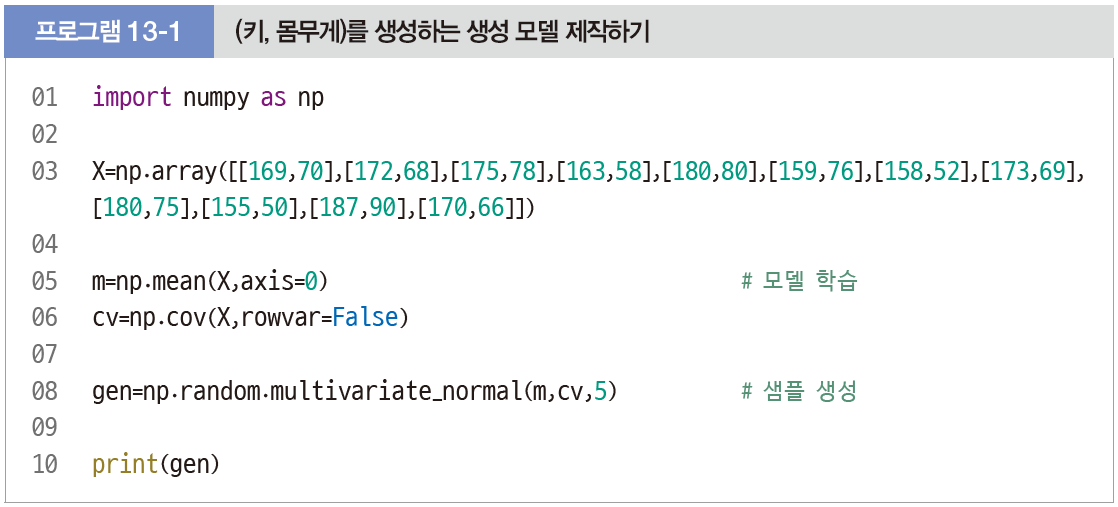 프로그램 13-1 (키, 몸무게)를 생성하는 생성 모델 제작하기
01 import numpy as np
02
03 X=np.array([[169,70],[172,68],[175,78],[163,58],[180,80],[159,76],[158,52],[173,69],
[180,75],[155,50],[187,90],[170,66]])
04
05 m=np.mean(X,axis=0) # 모델 학습
06 cv=np.cov(X,rowvar=False)
07
08 gen=np.random.multivariate_normal(m,cv,5) # 샘플 생성
09
10 print(gen)